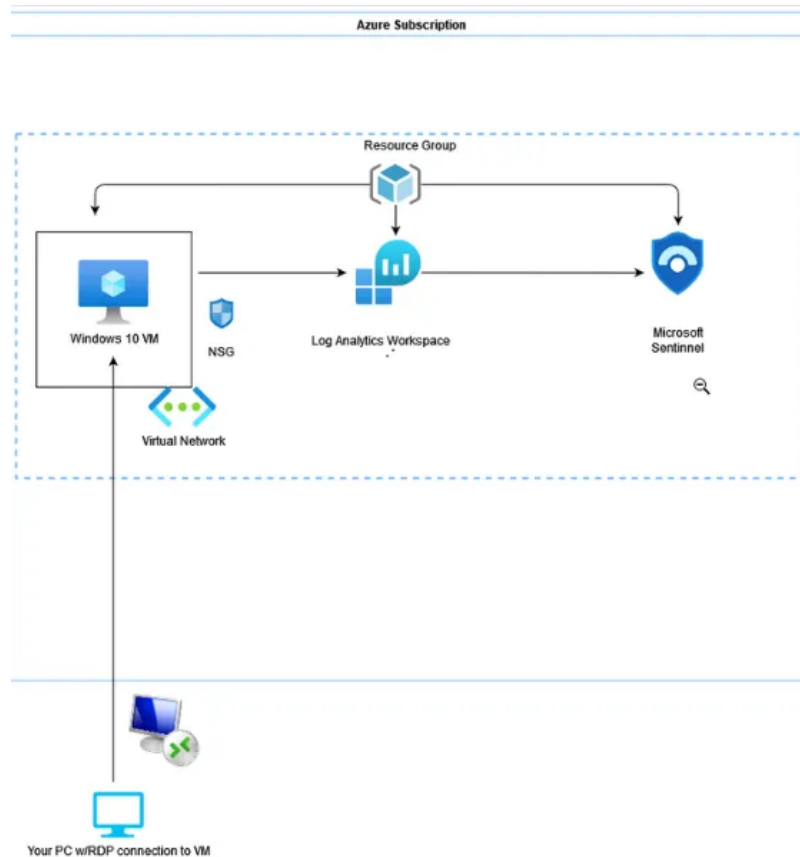 Azure Subscription
Resource Group
Windows 10 VM
NSG
Log Analytics Workspace
Microsoft
Sentinnel
Virtual Network
Your PC w/RDP connection to VM